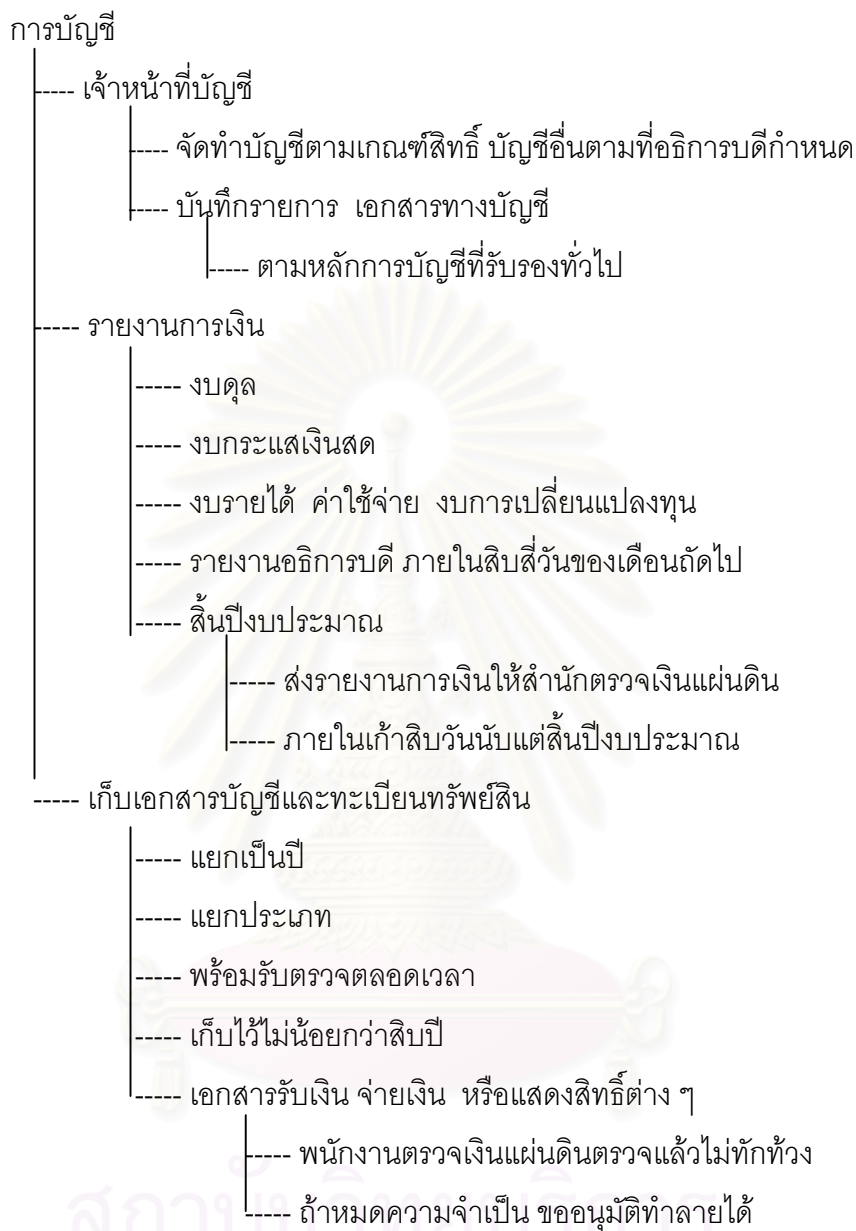 การบัญชี
----- เจ้าหน้าที่บัญชี
----- จัดทำบัญชีตามเกณฑ์สิทธิ์ บัญชีอื่นตามที่อธิการบดีกำหนด
----- บันทึกรายการ เอกสารทางบัญชี
----- ตามหลักการบัญชีที่รับรองทั่วไป
----- รายงานการเงิน
----- งบดุล
----- งบกระแสเงินสด
----- งบรายได้ ค่าใช้จ่าย งบการเปลี่ยนแปลงทุน
----- รายงานอธิการบดี ภายในสิบสี่วันของเดือนถัดไป
----- สิ้นปีงบประมาณ
----- ส่งรายงานการเงินให้สำนักตรวจเงินแผ่นดิน
----- ภายในเก้าสิบวันนับแต่สิ้นปีงบประมาณ
----- เก็บเอกสารบัญชีและทะเบียนทรัพย์สิน
----- แยกเป็นปี
----- แยกประเภท
----- พร้อมรับตรวจตลอดเวลา
----- เก็บไว้ไม่น้อยกว่าสิบปี
----- เอกสารรับเงิน จ่ายเงิน หรือแสดงสิทธิ์ต่าง ๆ
----- พนักงานตรวจเงินแผ่นดินตรวจแล้วไม่ทักท้วง
----- ถ้าหมดความจำเป็น ขออนุมัติทำลายได้